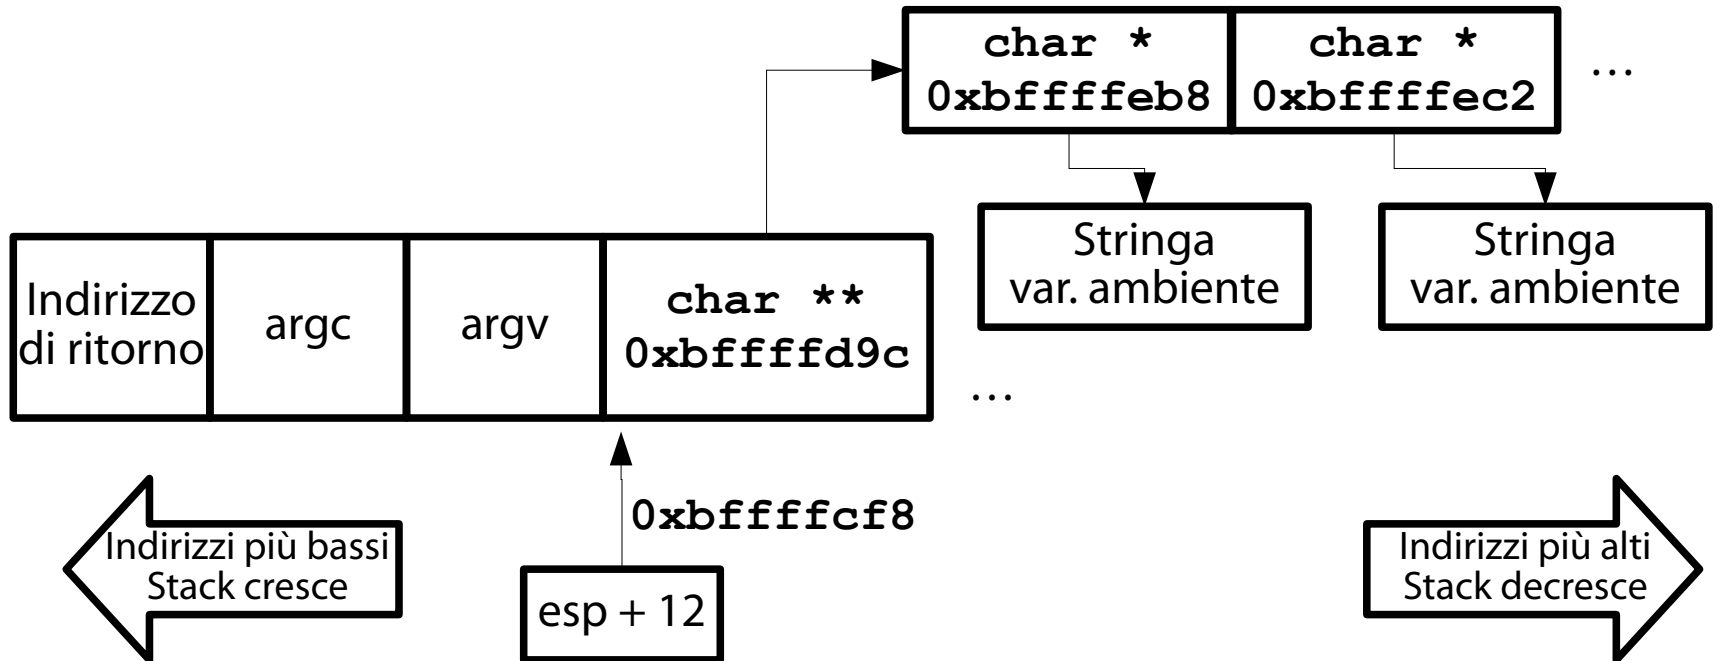 char *
0xbffffeb8
char *
0xbffffec2
...
Stringa
var. ambiente
Stringa
var. ambiente
Indirizzo
di ritorno
argc
argv
char **
0xbffffd9c
...
0xbffffcf8
esp + 12
Indirizzi più bassi
Stack cresce
Indirizzi più alti
Stack decresce